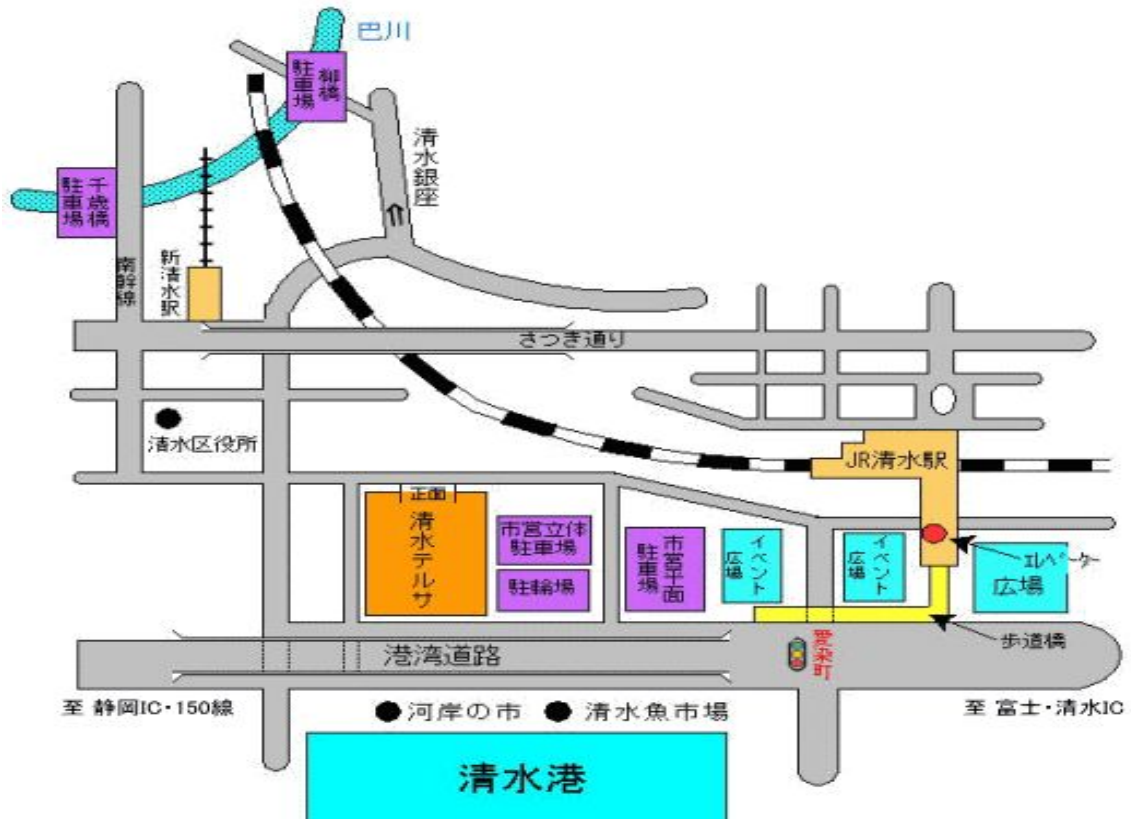 巴川
柳橋
駐車場
清水銀座
千歳橋
駐車場
南幹線
新清水駅
さつき通り
清水区役所
JR清水駅
正面
清水テルサ
市営立体
駐車場
駐輪場
市営平面
駐車場
イベント
広場
イベント
広場
ｴﾚﾍﾞｰﾀｰ
広場
歩道橋
愛染町
港湾道路
至 静岡IC・150線
至 富士・清水IC
●河岸の市 ●清水魚市場
清水港